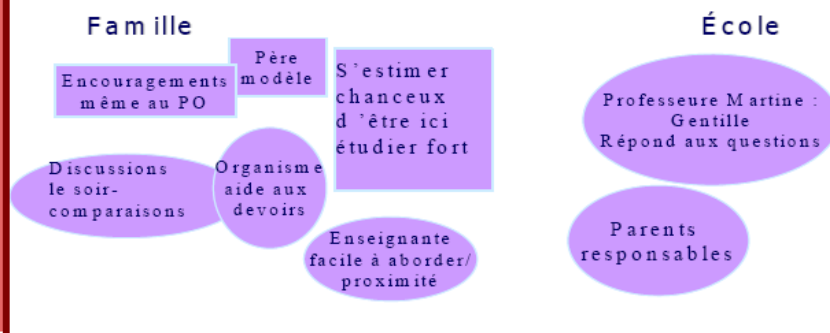 Famille
École
Père
modèle
Encouragements
même au PO
S'estimer
chanceux
d'être ici
étudier fort
Professeure Martine :
Gentille
Répond aux questions
Discussions
le soir-
comparaisons
Organisme
aide aux
devoirs
Enseignante
facile à aborder/
proximité
Parents
responsables